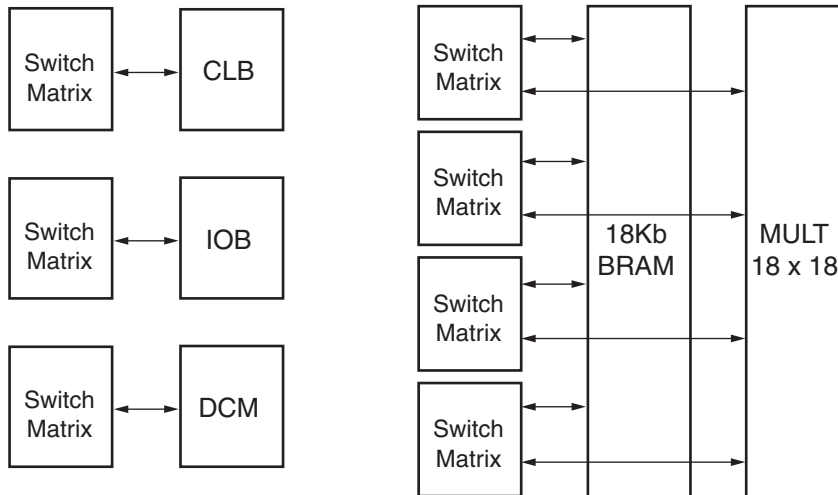 Switch
Matrix
CLB
Switch
Matrix
IOB
Switch
Matrix
DCM
Switch
Matrix
Switch
Matrix
Switch
Matrix
Switch
Matrix
18Kb
BRAM
MULT
18 x 18